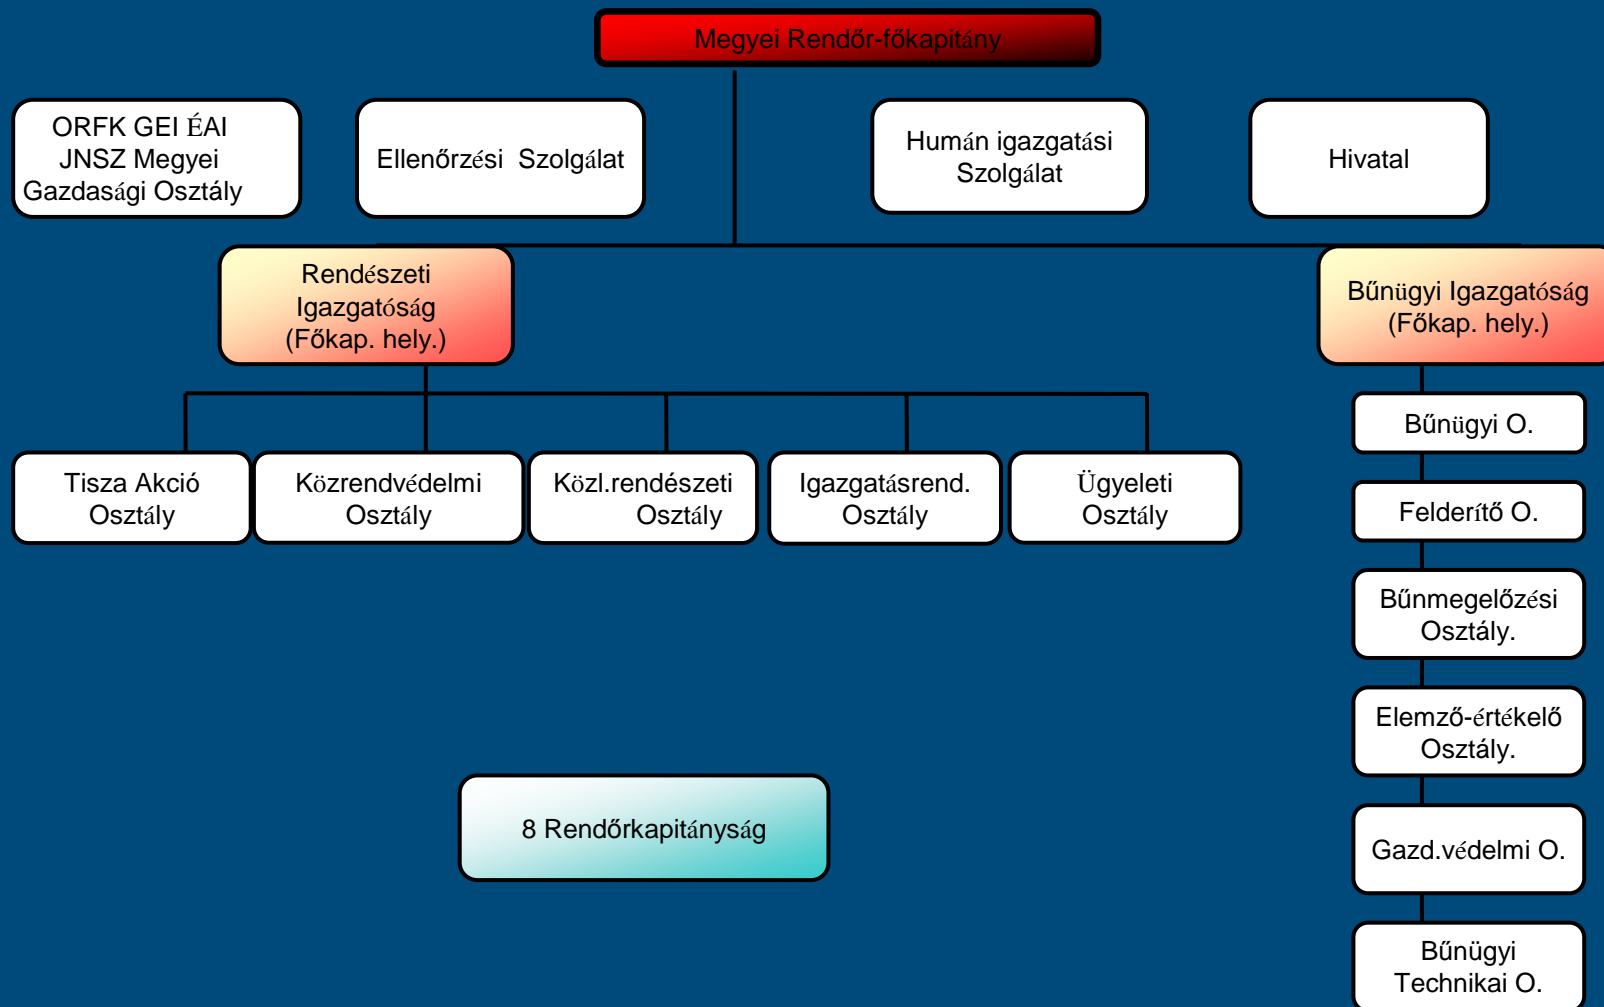 Megyei Rendőr-főkapitány
ORFK GEI ÉAI
JNSZ Megyei
Gazdasági Osztály
Ellenőrzési  Szolgálat
Humán igazgatási
Szolgálat
Hivatal
Rendészeti
Igazgatóság
(Főkap. hely.)
Bűnügyi Igazgatóság
(Főkap. hely.)
Tisza Akció
Osztály
Közrendvédelmi
Osztály
Közl.rendészeti
Osztály
Igazgatásrend.
Osztály
Ügyeleti
Osztály
Bűnügyi O.
Felderítő O.
Bűnmegelőzési
Osztály.
Elemző-értékelő
Osztály.
Gazd.védelmi O.
Bűnügyi
Technikai O.
8 Rendőrkapitányság